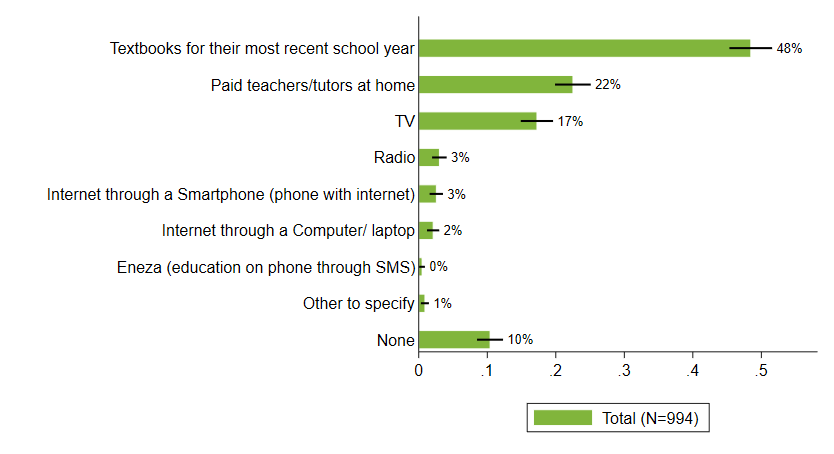 Textbooks for their most recent school year 48%
Paid teachers/tutors at home 22%
TV 17%
Radio 3%
Internet through a Smartphone (phone with internet) 3%
Internet through a Computer/ laptop 2%
Eneza (education on phone through SMS) 0%
Other to specify 1%
None 10%
0 .1 .2 .3 .4 .5
Total (N=994)